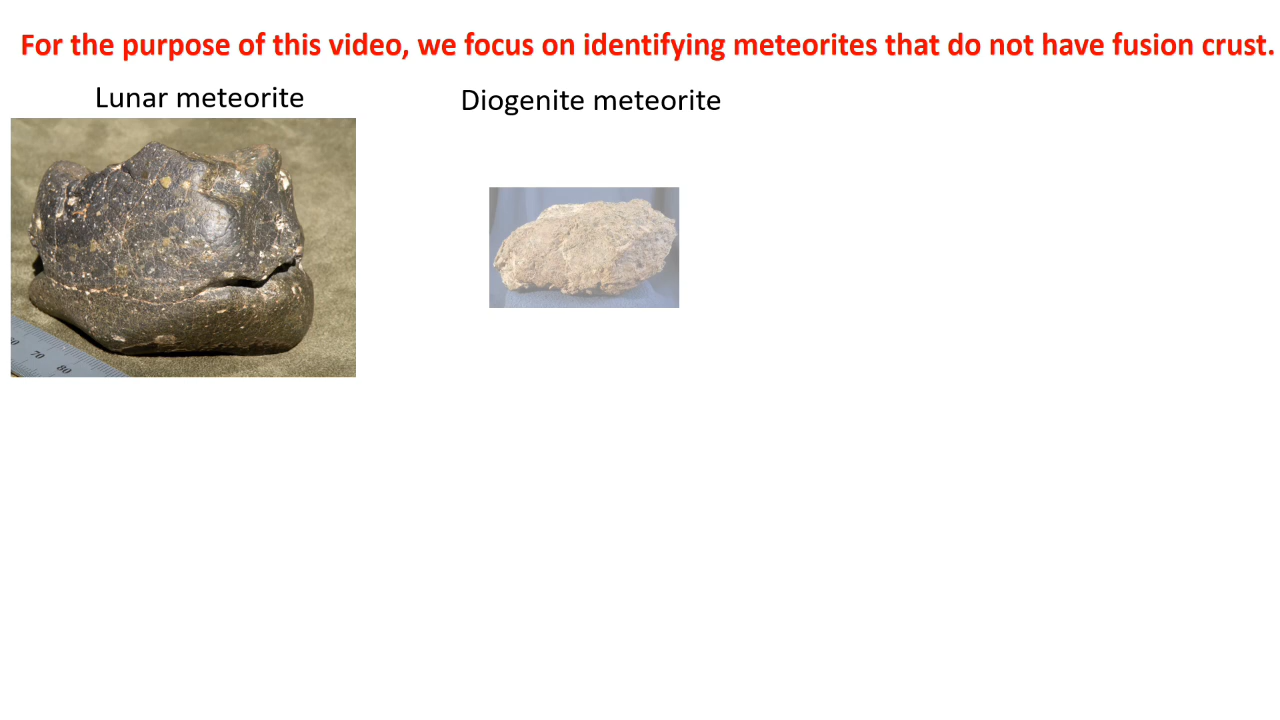 For the purpose of this video, we focus on identifying meteorites that do not have fusion crust.
Lunar meteorite
Diogenite meteorite
70
80